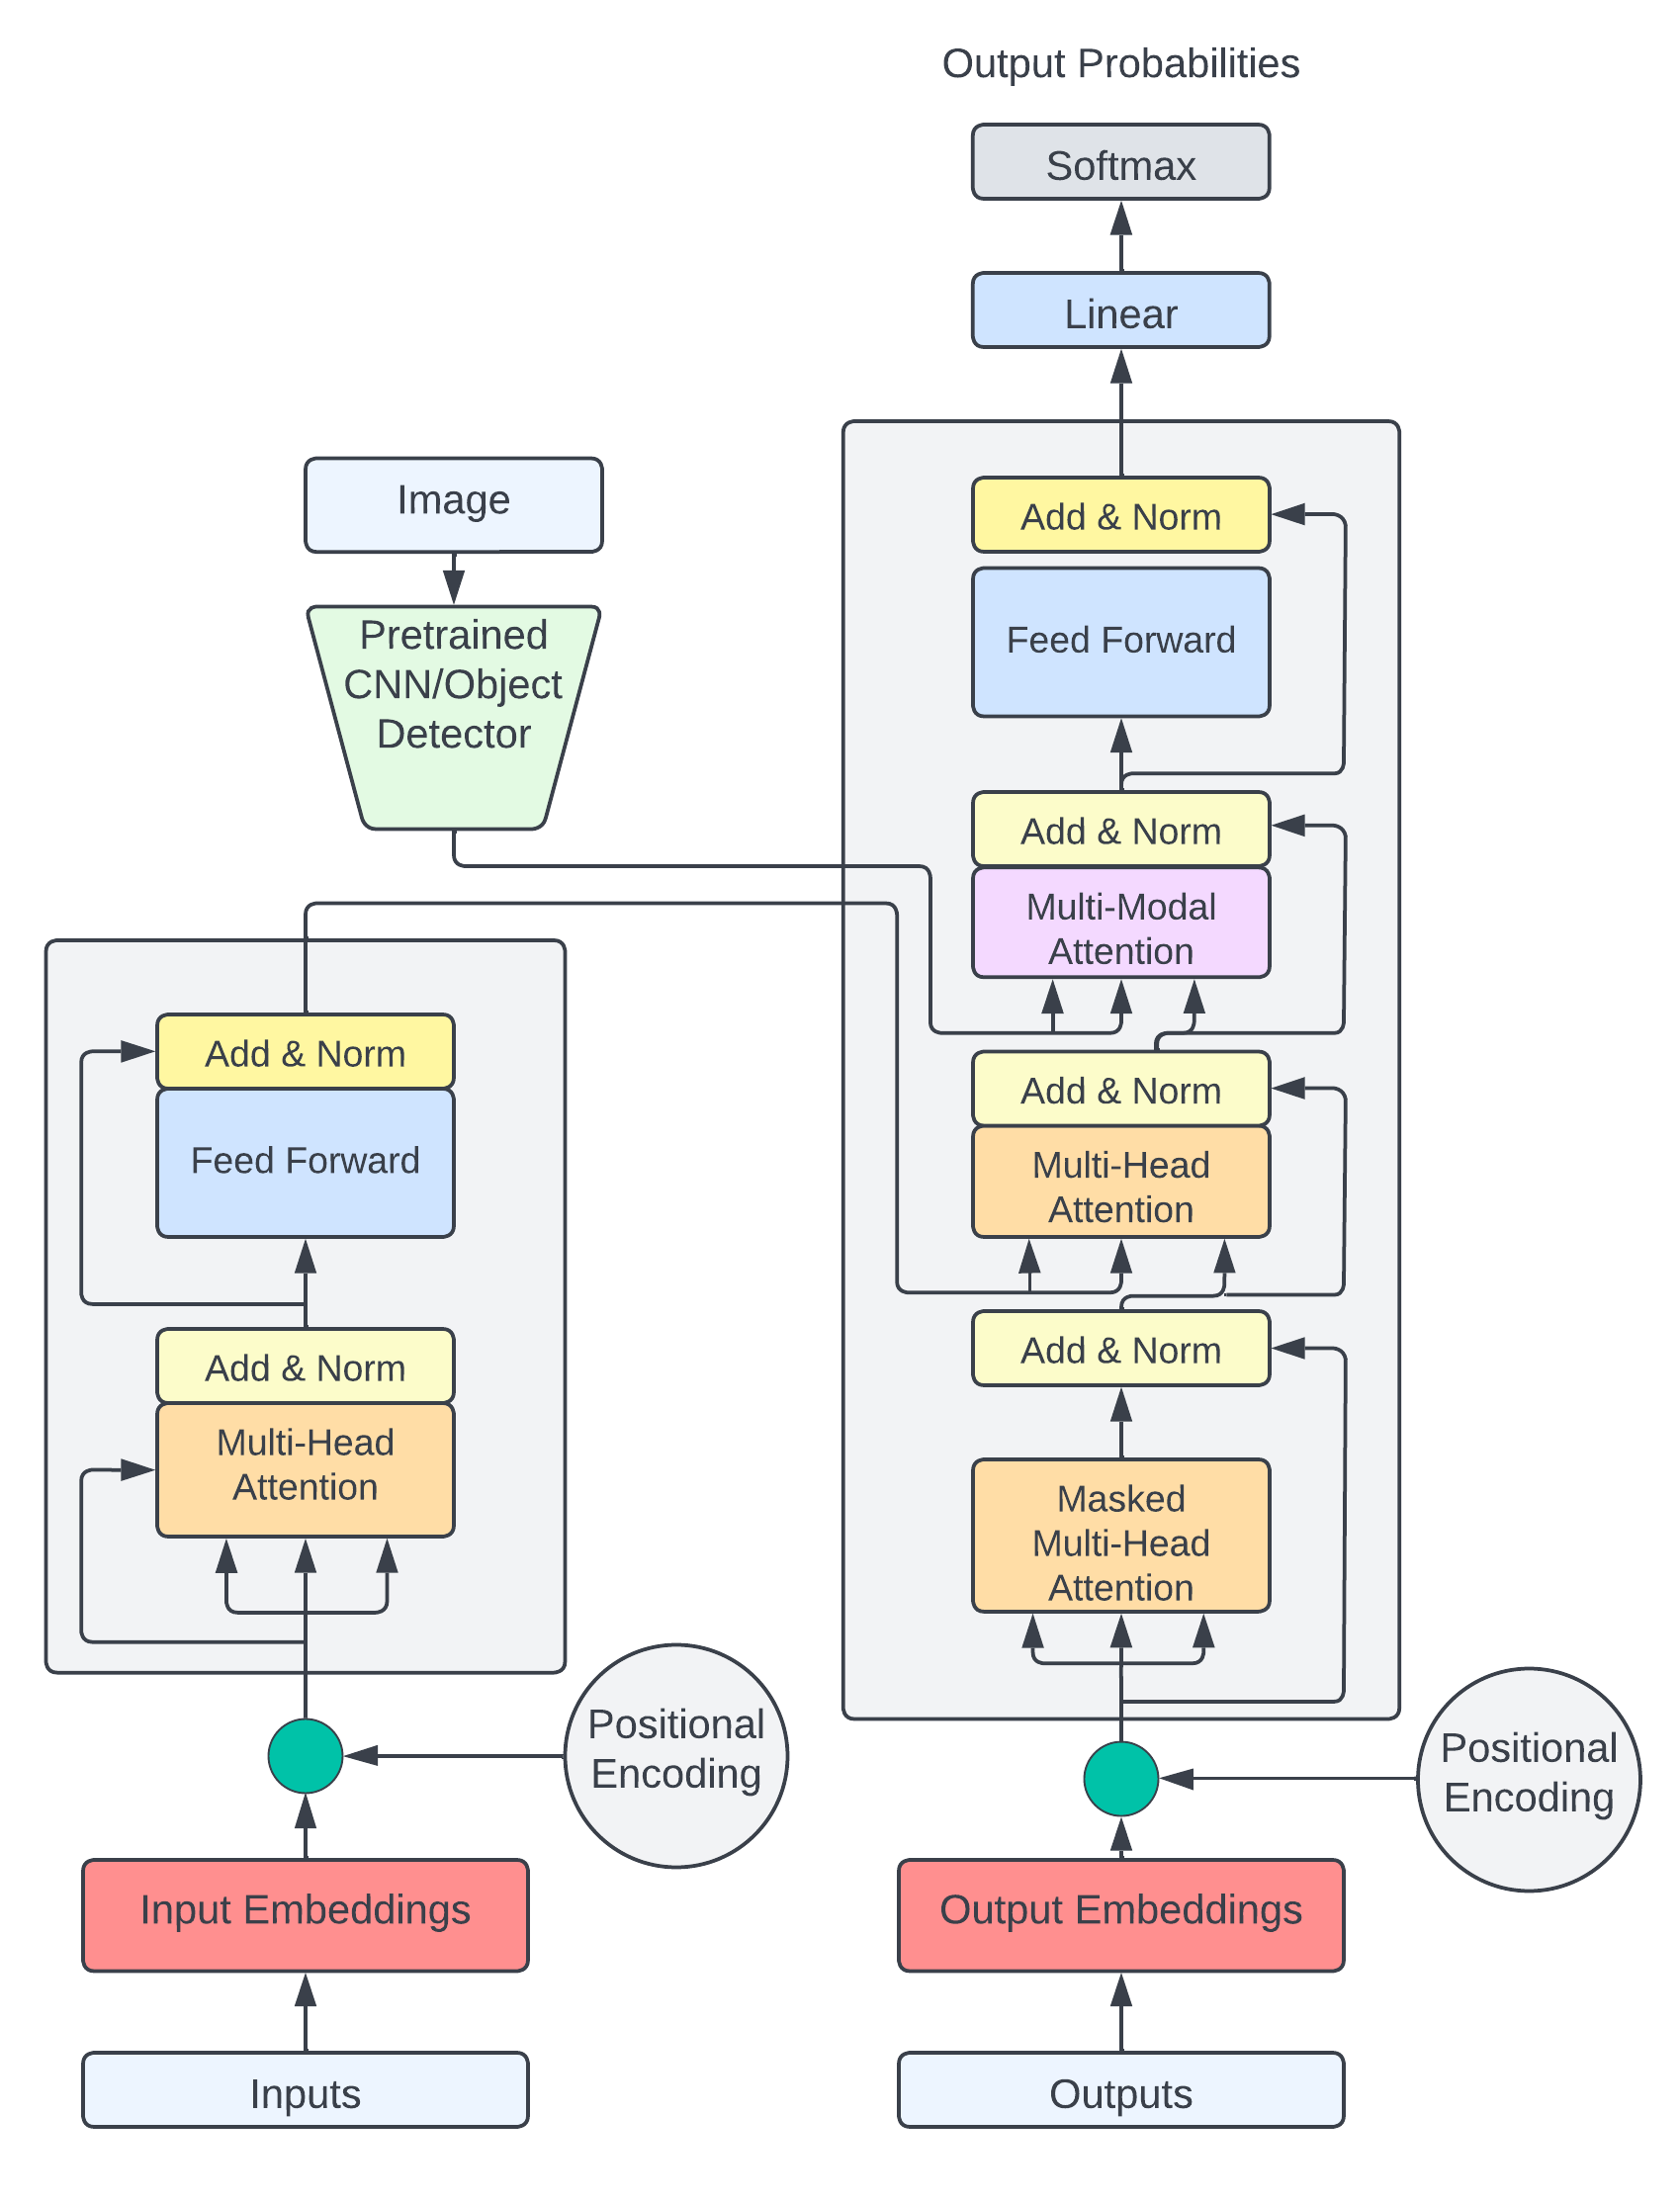 Output Probabilities
Softmax
Linear
Add & Norm
Feed Forward
Add & Norm
Multi-Modal
Attention
Add & Norm
Multi-Head
Attention
Add & Norm
Masked
Multi-Head
Attention
Positional
Encoding
Output Embeddings
Outputs
Image
Pretrained
CNN/Object
Detector
Add & Norm
Feed Forward
Add & Norm
Multi-Head
Attention
Positional
Encoding
Input Embeddings
Inputs